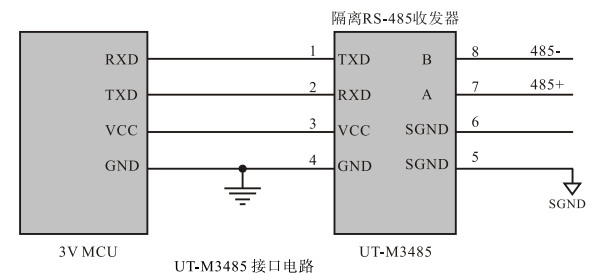 隔离RS-485收发器
RXD 1 TXD B 8 485-
TXD 2 RXD A 7 485+
VCC 3 VCC SGND 6
GND 4 GND SGND 5
SGND
3V MCU UT-M3485
UT-M3485 接口电路